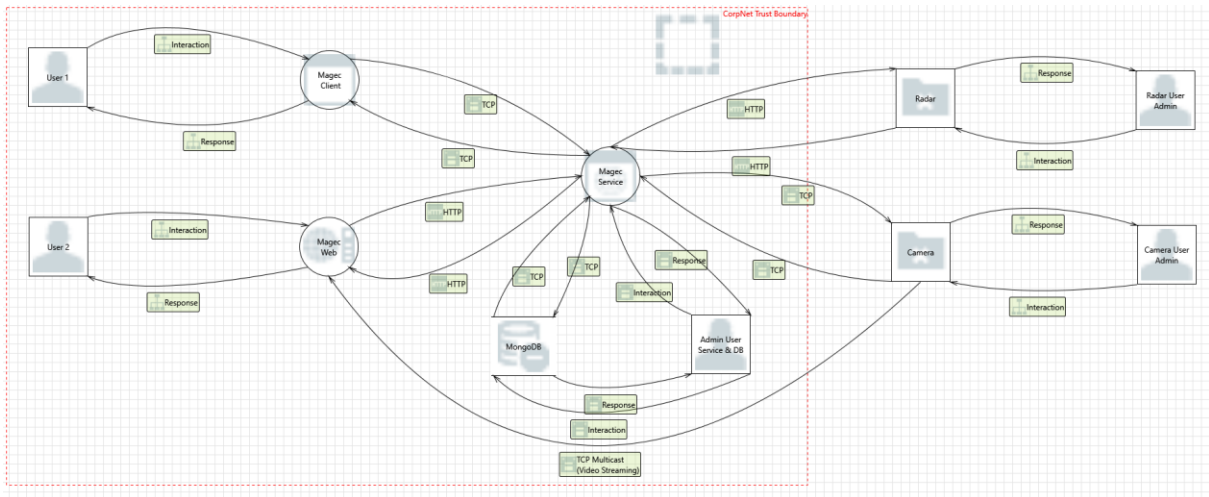 CorpNet Trust Boundary
Interaction
User 1
Magec
Client
Response
TCP
TCP
HTTP
Radar
Response
Radar User
Admin
Interaction
Magec
Service
HTTP
TCP
User 2
Interaction
Magec
Web
HTTP
Response
HTTP
TCP
TCP
Response
Interaction
TCP
Camera
Response
Camera User
Admin
Interaction
MongoDB
Admin User
Service & DB
Response
Interaction
TCP Multicast
(Video Streaming)